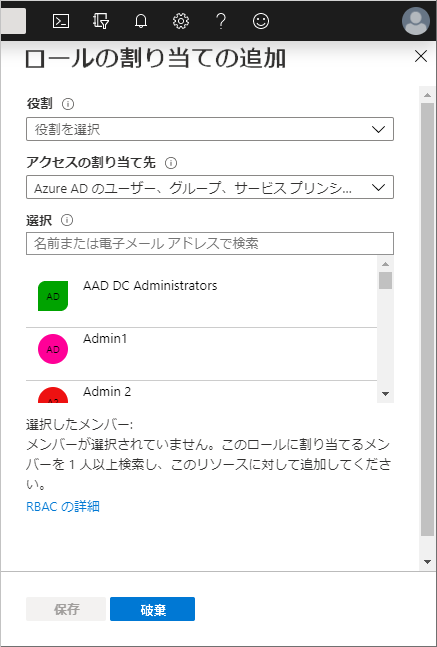 ロールの割り当ての追加
役割
役割を選択
アクセスの割り当て先
Azure AD のユーザー、グループ、サービス プリンシ...
選択
名前または電子メール アドレスで検索
AD
AAD DC Administrators
AD
Admin1
Admin 2
選択したメンバー:
メンバーが選択されていません。このロールに割り当てるメン
バーを 1 人以上検索し、このリソースに対して追加してくださ
い。
RBAC の詳細
保存
破棄